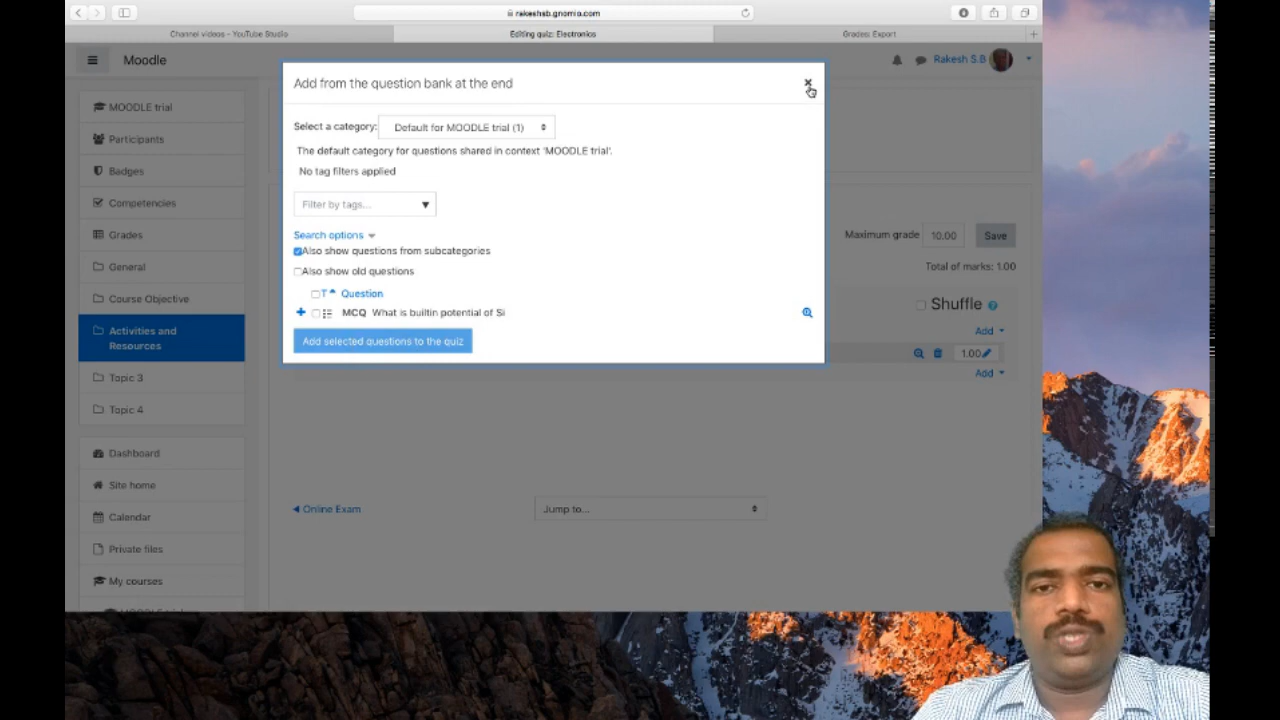 rakeshsb.gnomio.com
Channel videos - YouTube Studio
Editing quiz: Electronics
Grades: Export
Moodle
Rakesh S.B
Add from the question bank at the end
Select a category:
Default for MOODLE trial (1)
The default category for questions shared in context 'MOODLE trial'.
No tag filters applied
Filter by tags...
Search options
Also show questions from subcategories
Also show old questions
T
Question
MCQ What is builtin potential of Si
Add selected questions to the quiz
MOODLE trial
Participants
Badges
Competencies
Grades
General
Course Objective
Activities and
Resources
Topic 3
Topic 4
Dashboard
Site home
Calendar
Private files
My courses
MOODLE trial
Maximum grade
10.00
Save
Total of marks: 1.00
Shuffle
Add
1.00
Add
Online Exam
Jump to...